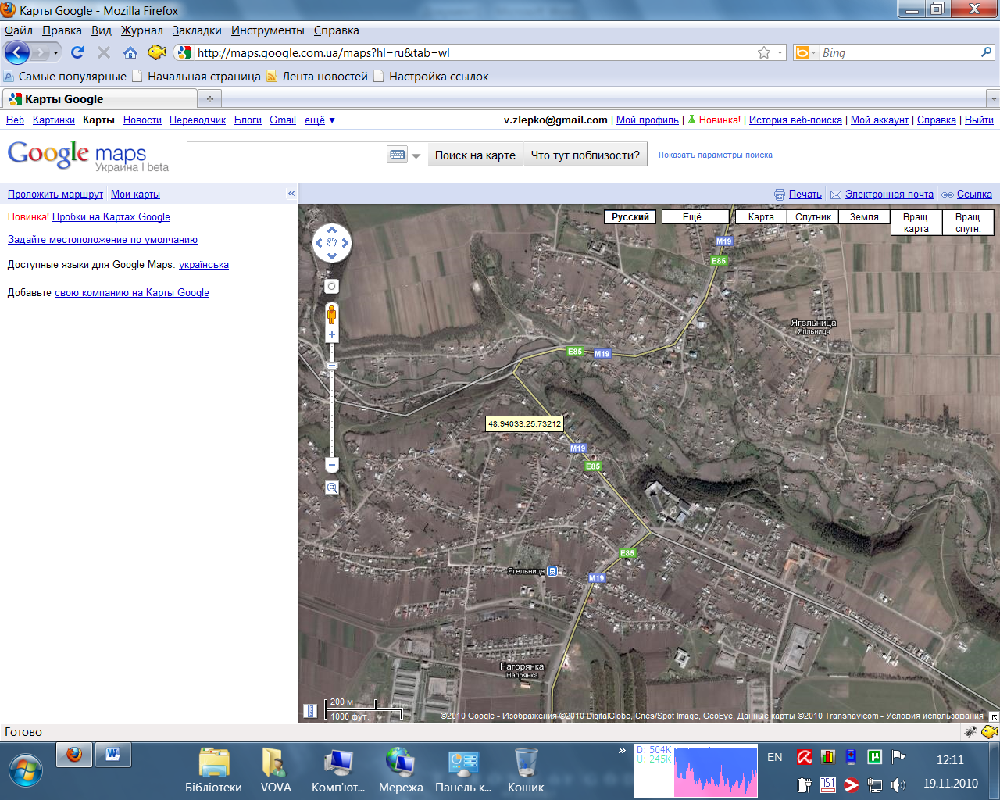 Карты Google - Mozilla Firefox
Файл Правка Вид Журнал Закладки Инструменты Справка
http://maps.google.com.ua/maps?hl=ru&tab=wl
Bing
Самые популярные Начальная страница Лента новостей Настройка ссылок
Карты Google
Веб Картинки Карты Новости Переводчик Блоги Gmail ещё ▼
v.zlepko@gmail.com | Мой профиль | Новинка! | История веб-поиска | Мой аккаунт | Справка | Выйти
Google maps
Украина | beta
Поиск на карте
Что тут поблизости?
Показать параметры поиска
Проложить маршрут Мои карты «
Печать Электронная почта Ссылка
Новинка! Пробки на Картах Google
Задайте местоположение по умолчанию
Доступные языки для Google Maps: українська
Добавьте свою компанию на Карты Google
Русский Ещё... Карта Спутник Земля
Вращ. карта
Вращ. спутн.
M19
E85
Ягельница
E85 M19
48.94033,25.73212
M19
E85
E85
Ягельница
M19
Нагорянка
200 м
1000 фут.
©2010 Google - Изображения ©2010 DigitalGlobe, Cnes/Spot Image, GeoEye, Данные карты ©2010 Transnavicom - Условия использования
Готово
W
Бібліотеки VOVA Комп'ют... Мережа Панель к... Кошик
»
D: 504K
U: 245K
EN
12:11
19.11.2010